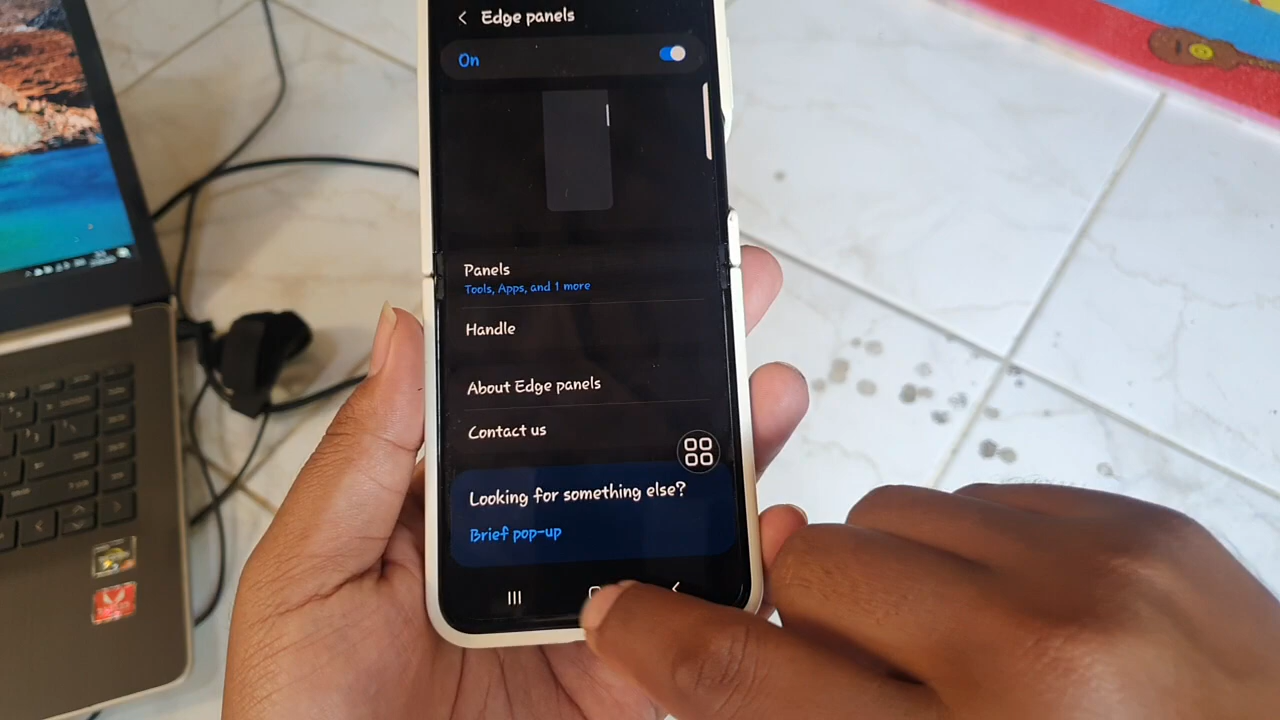 Edge panels
On
Panels
Tools, Apps, and 1 more
Handle
About Edge panels
Contact us
Looking for something else?
Brief pop-up